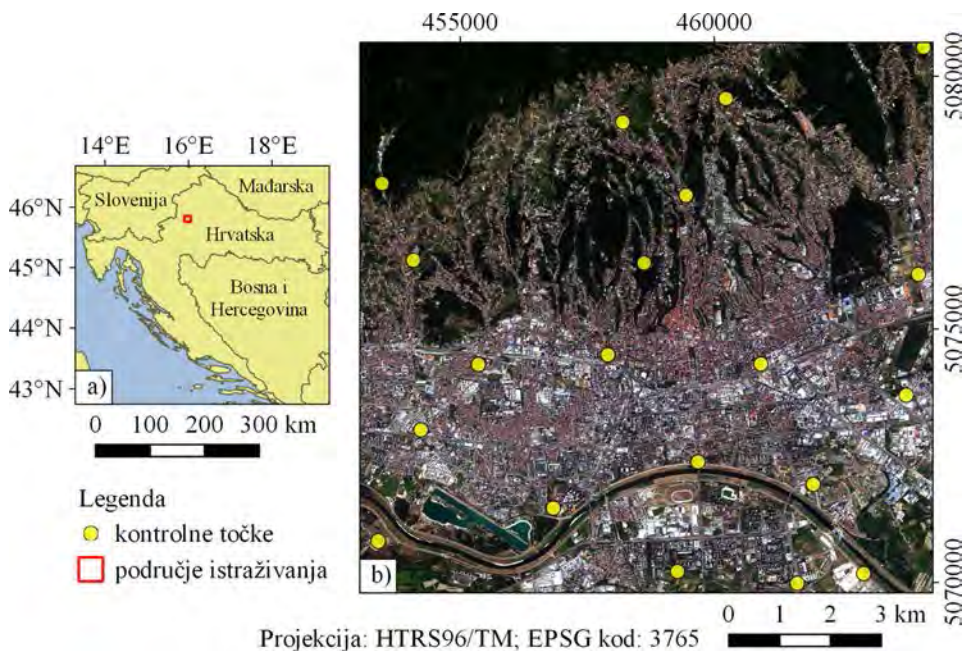 455000 460000
14°E 16°E 18°E
46°N
45°N
44°N
43°N
Slovenija
Mađarska
Hrvatska
Bosna i
Hercegovina
a)
0 100 200 300 km
Legenda
kontrolne točke
područje istraživanja
5080000
5075000
5070000
b)
0 1 2 3 km
Projekcija: HTRS96/TM; EPSG kod: 3765